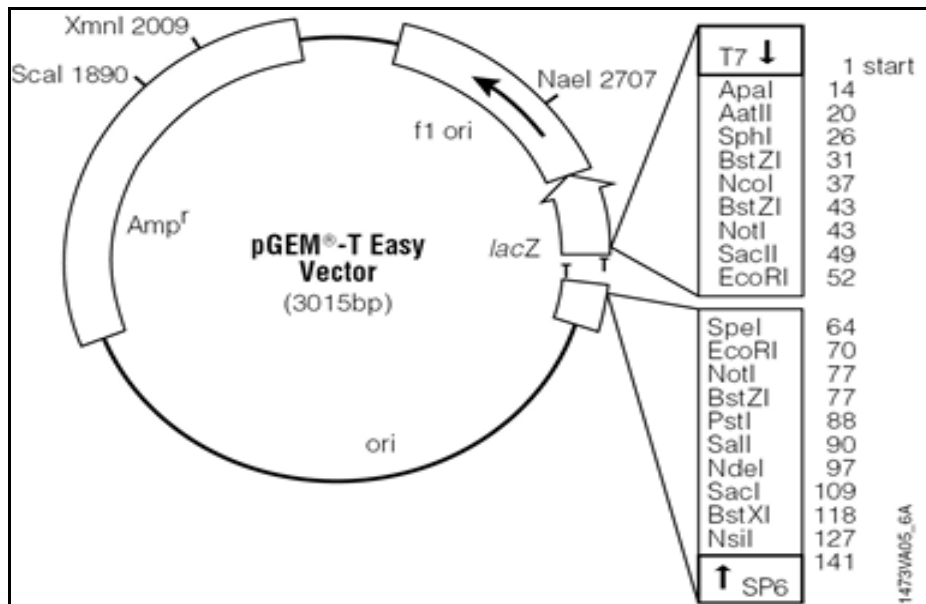 XmnI 2009
ScaI 1890
NaeI 2707
f1 ori
Ampʳ
pGEM®-T Easy
Vector
(3015bp)
lacZ
T T
ori
T7 ↓
1 start
ApaI 14
AatII 20
SphI 26
BstZI 31
NcoI 37
BstZI 43
NotI 43
SacII 49
EcoRI 52
SpeI 64
EcoRI 70
NotI 77
BstZI 77
PstI 88
SalI 90
NdeI 97
SacI 109
BstXI 118
NsiI 127
141
↑ SP6
1473VA05_6A